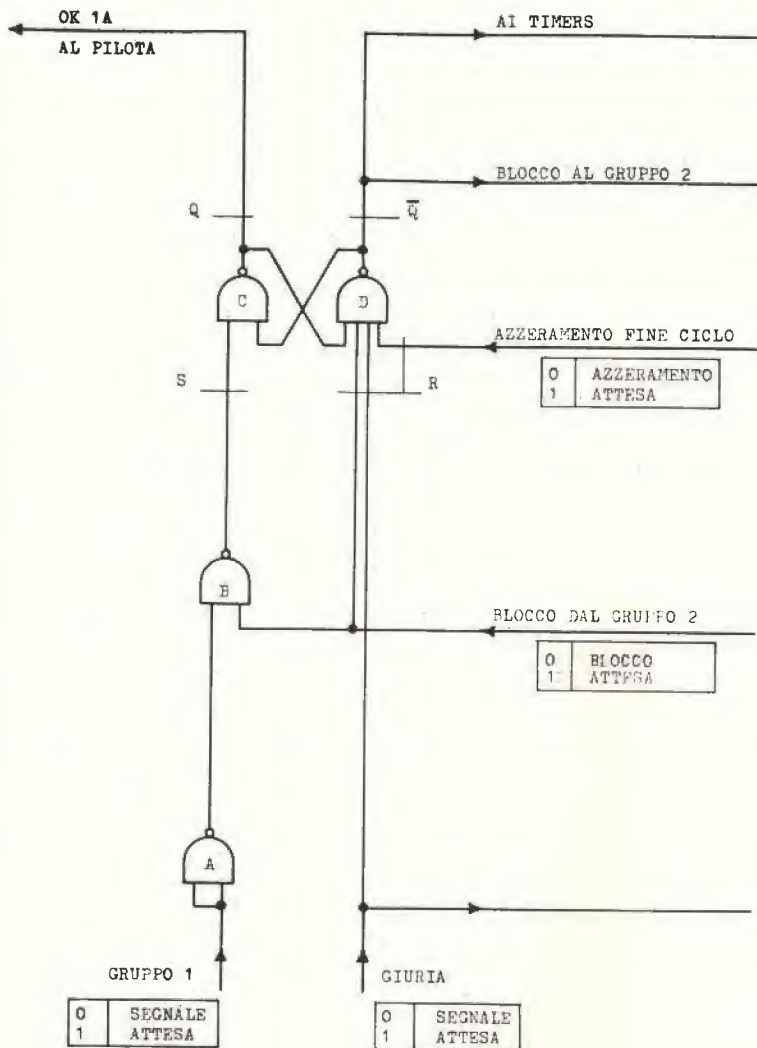 OK 1A
AL PILOTA
AI TIMERS
BLOCCO AL GRUPPO 2
Q
Q̅
C
D
AZZERAMENTO FINE CICLO
0 AZZERAMENTO
1 ATTESA
S
R
B
BLOCCO DAL GRUPPO 2
0 BLOCCO
1 ATTESA
A
GRUPPO 1
GIURIA
0 SEGNALE
1 ATTESA
0 SEGNALE
1 ATTESA